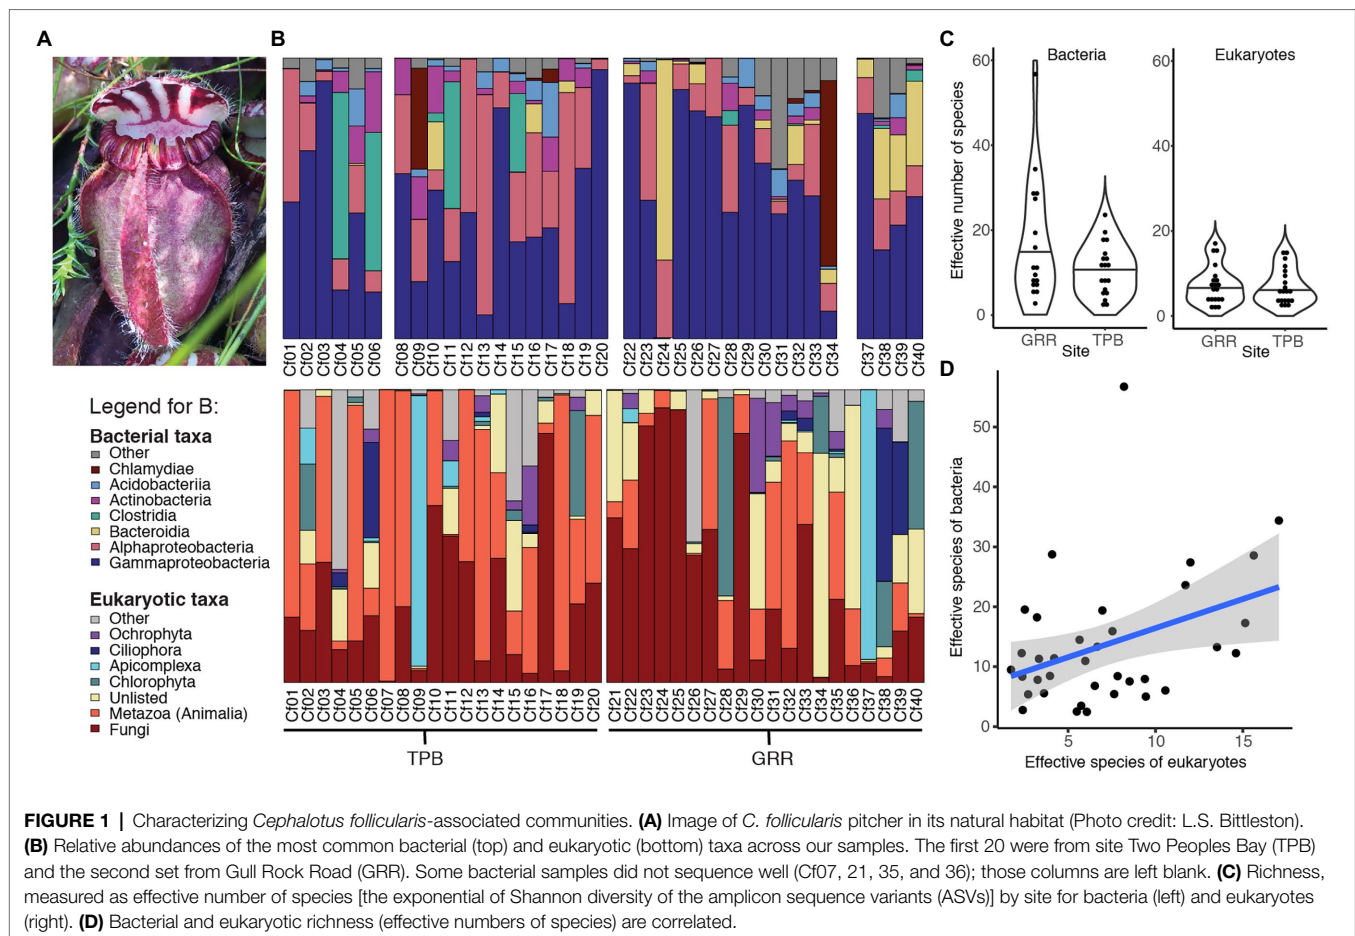 A
B
C
D
Cf01 Cf02 Cf03 Cf04 Cf05 Cf06 Cf08 Cf09 Cf10 Cf11 Cf12 Cf13 Cf14 Cf15 Cf16 Cf17 Cf18 Cf19 Cf20 Cf22 Cf23 Cf24 Cf25 Cf26 Cf27 Cf28 Cf29 Cf30 Cf31 Cf32 Cf33 Cf34 Cf37 Cf38 Cf39 Cf40
Legend for B:
Bacterial taxa
Other
Chlamydiae
Acidobacteriia
Actinobacteria
Clostridia
Bacteroidia
Alphaproteobacteria
Gammaproteobacteria
Eukaryotic taxa
Other
Ochrophyta
Ciliophora
Apicomplexa
Chlorophyta
Unlisted
Metazoa (Animalia)
Fungi
Cf01 Cf02 Cf03 Cf04 Cf05 Cf06 Cf07 Cf08 Cf09 Cf10 Cf11 Cf12 Cf13 Cf14 Cf15 Cf16 Cf17 Cf18 Cf19 Cf20 Cf21 Cf22 Cf23 Cf24 Cf25 Cf26 Cf27 Cf28 Cf29 Cf30 Cf31 Cf32 Cf33 Cf34 Cf35 Cf36 Cf37 Cf38 Cf39 Cf40
TPB GRR
Bacteria Eukaryotes
Effective number of species
60
40
20
0
60
40
20
0
GRR TPB GRR TPB
Site Site
Effective species of bacteria
50
40
30
20
10
0
5 10 15
Effective species of eukaryotes
FIGURE 1 | Characterizing Cephalotus follicularis-associated communities. (A) Image of C. follicularis pitcher in its natural habitat (Photo credit: L.S. Bittleston).
(B) Relative abundances of the most common bacterial (top) and eukaryotic (bottom) taxa across our samples. The first 20 were from site Two Peoples Bay (TPB)
and the second set from Gull Rock Road (GRR). Some bacterial samples did not sequence well (Cf07, 21, 35, and 36); those columns are left blank. (C) Richness,
measured as effective number of species [the exponential of Shannon diversity of the amplicon sequence variants (ASVs)] by site for bacteria (left) and eukaryotes
(right). (D) Bacterial and eukaryotic richness (effective numbers of species) are correlated.